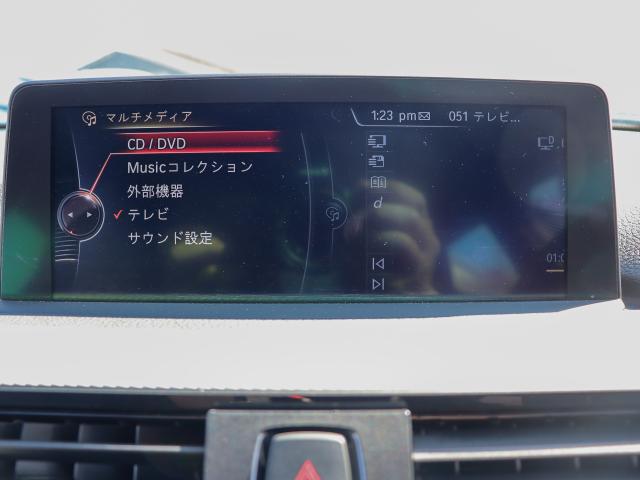 マルチメディア
1:23 pm
051 テレビ...
CD / DVD
Musicコレクション
外部機器
テレビ
サウンド設定
d
D